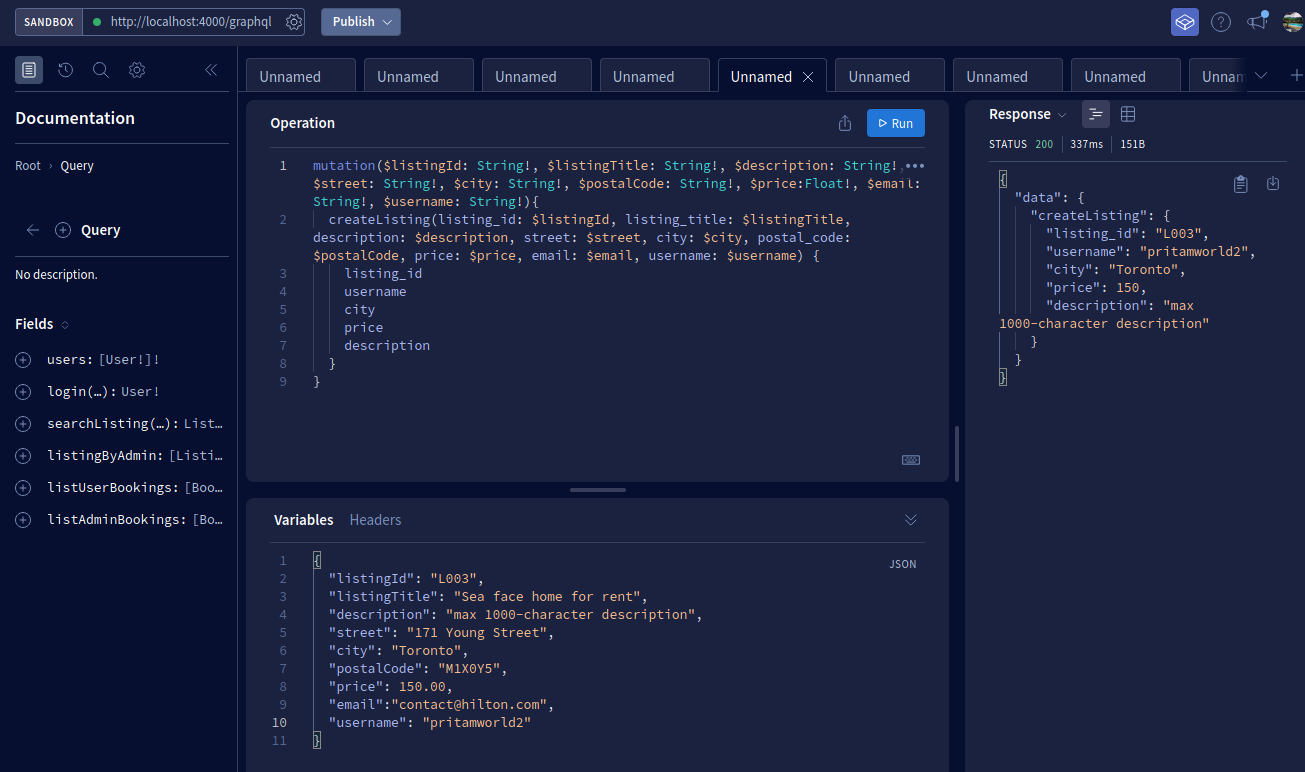 SANDBOX
http://localhost:4000/graphql
Publish
?
Documentation
Root › Query
Query
No description.
Fields
users: [User!]!
login(…): User!
searchListing(…): List…
listingByAdmin: [Listi…
listUserBookings: [Boo…
listAdminBookings: [Bo…
Unnamed
Unnamed
Unnamed
Unnamed
Unnamed
Unnamed
Unnamed
Unnamed
Unnam
Operation
Run
1 mutation($listingId: String!, $listingTitle: String!, $description: String!,
$street: String!, $city: String!, $postalCode: String!, $price:Float!, $email:
String!, $username: String!){
2 createListing(listing_id: $listingId, listing_title: $listingTitle,
description: $description, street: $street, city: $city, postal_code:
$postalCode, price: $price, email: $email, username: $username) {
3 listing_id
4 username
5 city
6 price
7 description
8 }
9 }
Variables Headers
JSON
1 {
2 "listingId": "L003",
3 "listingTitle": "Sea face home for rent",
4 "description": "max 1000-character description",
5 "street": "171 Young Street",
6 "city": "Toronto",
7 "postalCode": "M1X0Y5",
8 "price": 150.00,
9 "email":"contact@hilton.com",
10 "username": "pritamworld2"
11 }
Response
STATUS 200 337ms 151B
{
"data": {
"createListing": {
"listing_id": "L003",
"username": "pritamworld2",
"city": "Toronto",
"price": 150,
"description": "max
1000-character description"
}
}
}